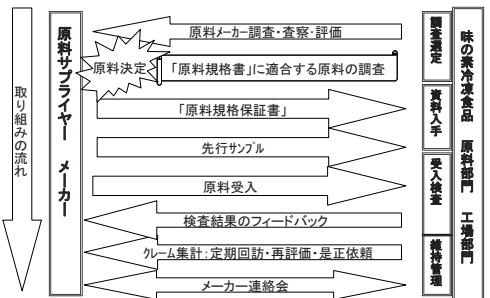 取り組みの流れ
原料サプライヤー　メーカー
原料メーカー調査・査察・評価
原料決定
「原料規格書」に適合する原料の調査
「原料規格保証書」
先行サンプル
原料受入
検査結果のフィードバック
クレーム集計：定期回訪・再評価・是正依頼
メーカー連絡会
調査選定
資料入手
受入検査
維持管理
味の素冷凍食品　原料部門　工場部門